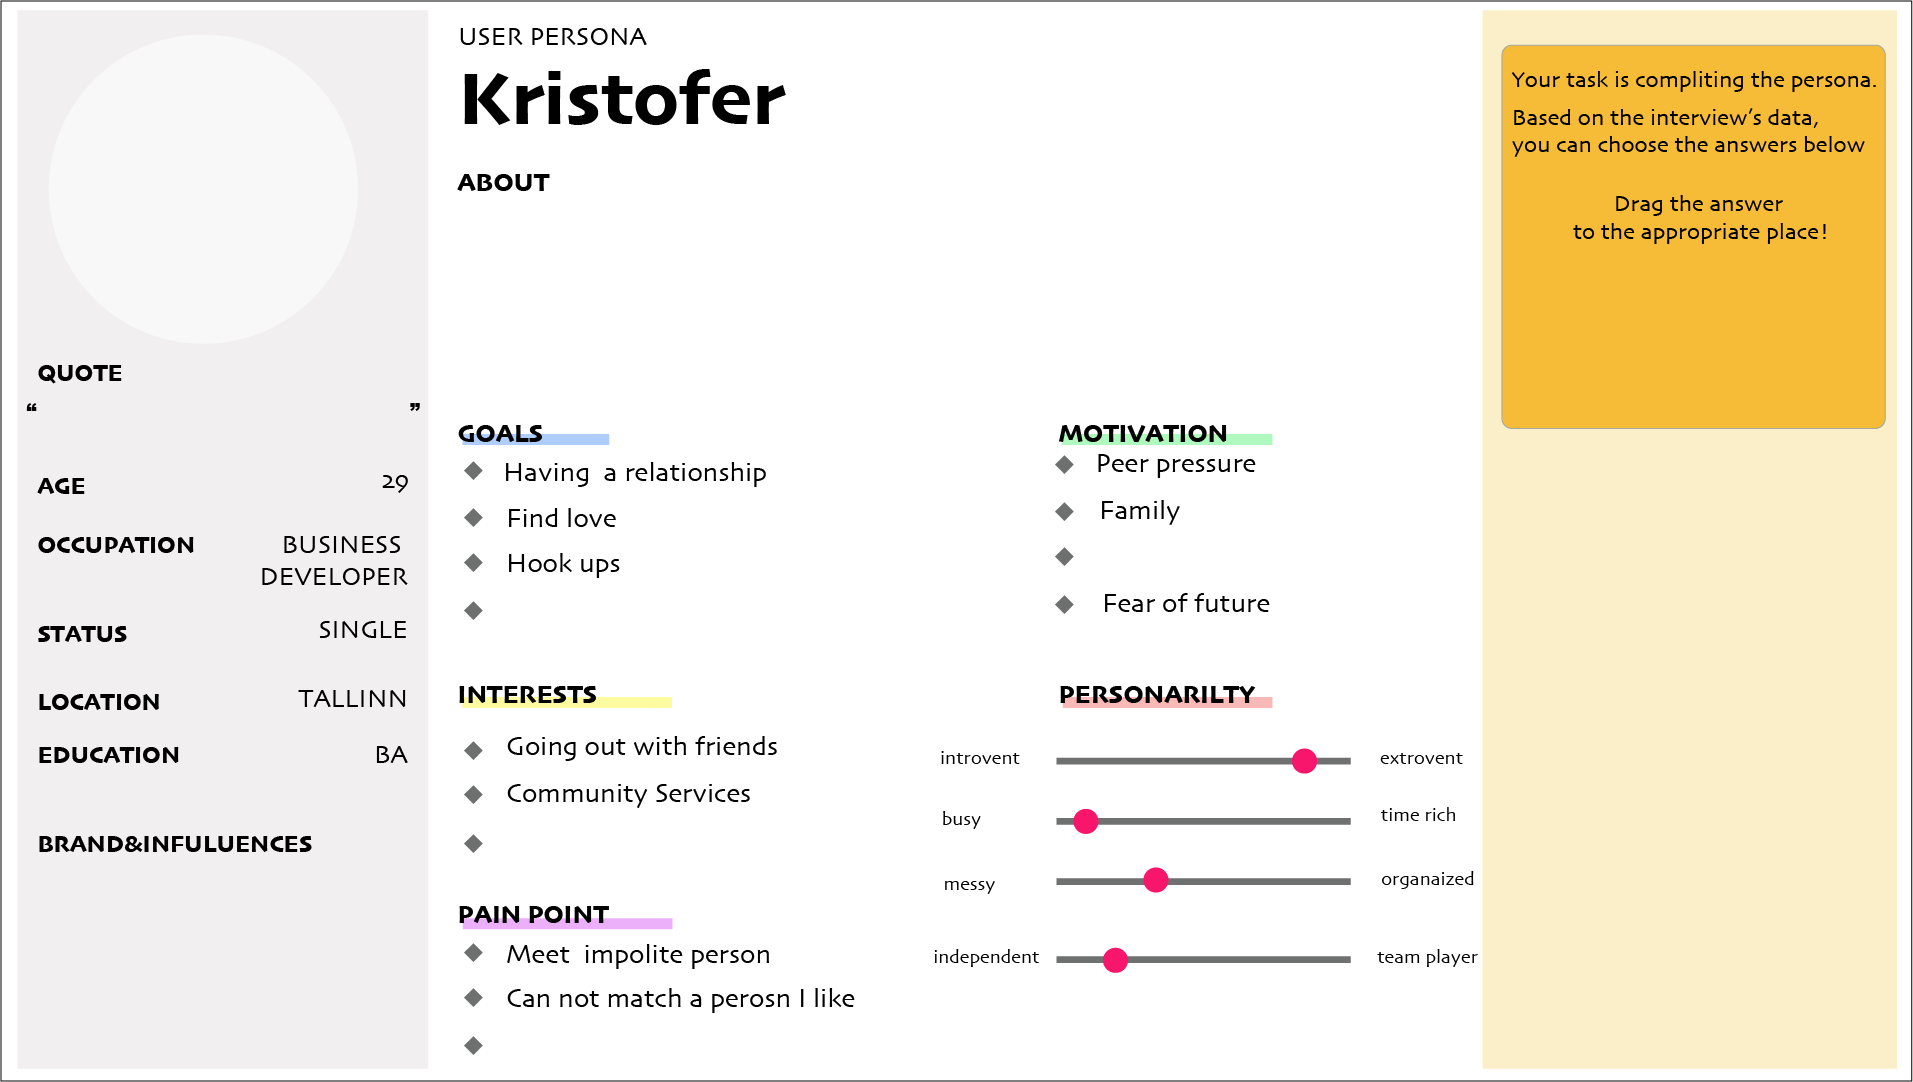 USER PERSONA
Kristofer
ABOUT
QUOTE
“ ”
AGE 29
OCCUPATION BUSINESS
DEVELOPER
STATUS SINGLE
LOCATION TALLINN
EDUCATION BA
BRAND&INFULUENCES
GOALS
Having a relationship
Find love
Hook ups
MOTIVATION
Peer pressure
Family
Fear of future
INTERESTS
Going out with friends
Community Services
PERSONARILTY
introvent extrovent
busy time rich
messy organaized
independent team player
PAIN POINT
Meet impolite person
Can not match a perosn I like
Your task is compliting the persona.
Based on the interview’s data,
you can choose the answers below
Drag the answer
to the appropriate place!